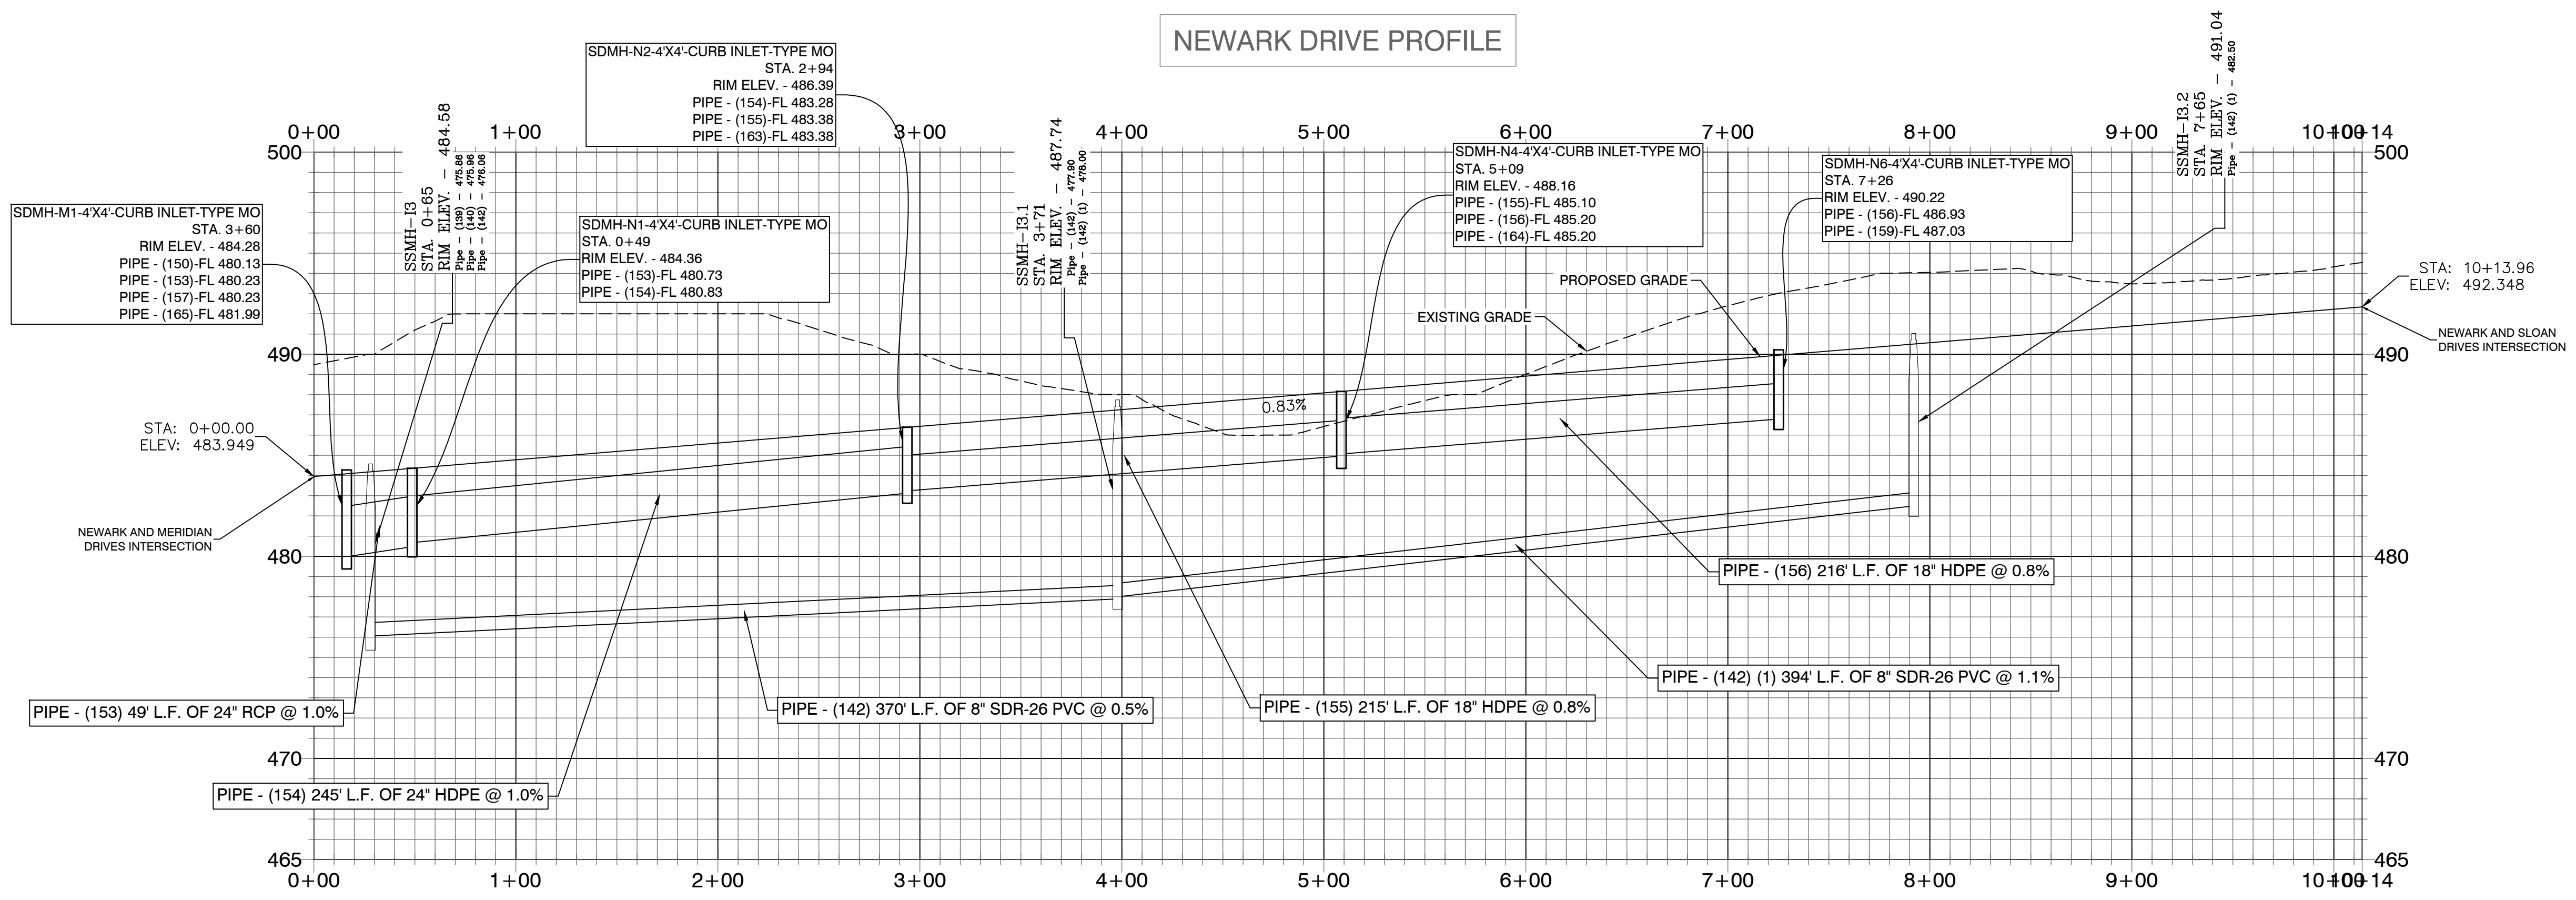 NEWARK DRIVE PROFILE
SDMH-N2-4'X4'-CURB INLET-TYPE MO
STA. 2+94
RIM ELEV. - 486.39
PIPE - (154)-FL 483.28
PIPE - (155)-FL 483.38
PIPE - (163)-FL 483.38
0+00
1+00
3+00
4+00
5+00
6+00
7+00
8+00
9+00
10+00
10+14
500
500
SDMH-M1-4'X4'-CURB INLET-TYPE MO
STA. 3+60
RIM ELEV. - 484.28
PIPE - (150)-FL 480.13
PIPE - (153)-FL 480.23
PIPE - (157)-FL 480.23
PIPE - (165)-FL 481.99
SSMH-I3
STA. 0+65
RIM ELEV. - 484.58
Pipe - (139) - 475.86
Pipe - (140) - 475.96
Pipe - (142) - 476.06
SDMH-N1-4'X4'-CURB INLET-TYPE MO
STA. 0+49
RIM ELEV. - 484.36
PIPE - (153)-FL 480.73
PIPE - (154)-FL 480.83
SSMH-I3.1
STA. 3+71
RIM ELEV. - 487.74
Pipe - (142) - 477.90
Pipe - (142) (1) - 478.00
SDMH-N4-4'X4'-CURB INLET-TYPE MO
STA. 5+09
RIM ELEV. - 488.16
PIPE - (155)-FL 485.10
PIPE - (156)-FL 485.20
PIPE - (164)-FL 485.20
SDMH-N6-4'X4'-CURB INLET-TYPE MO
STA. 7+26
RIM ELEV. - 490.22
PIPE - (156)-FL 486.93
PIPE - (159)-FL 487.03
SSMH-I3.2
STA. 7+65
RIM ELEV. - 491.04
Pipe - (142) (1) - 482.50
PROPOSED GRADE
EXISTING GRADE
STA: 10+13.96
ELEV: 492.348
NEWARK AND SLOAN
DRIVES INTERSECTION
490
490
0.83%
STA: 0+00.00
ELEV: 483.949
NEWARK AND MERIDIAN
DRIVES INTERSECTION
480
480
PIPE - (156) 216' L.F. OF 18" HDPE @ 0.8%
PIPE - (142) (1) 394' L.F. OF 8" SDR-26 PVC @ 1.1%
PIPE - (153) 49' L.F. OF 24" RCP @ 1.0%
PIPE - (142) 370' L.F. OF 8" SDR-26 PVC @ 0.5%
PIPE - (155) 215' L.F. OF 18" HDPE @ 0.8%
470
470
PIPE - (154) 245' L.F. OF 24" HDPE @ 1.0%
465
465
0+00
1+00
2+00
3+00
4+00
5+00
6+00
7+00
8+00
9+00
10+00
10+14